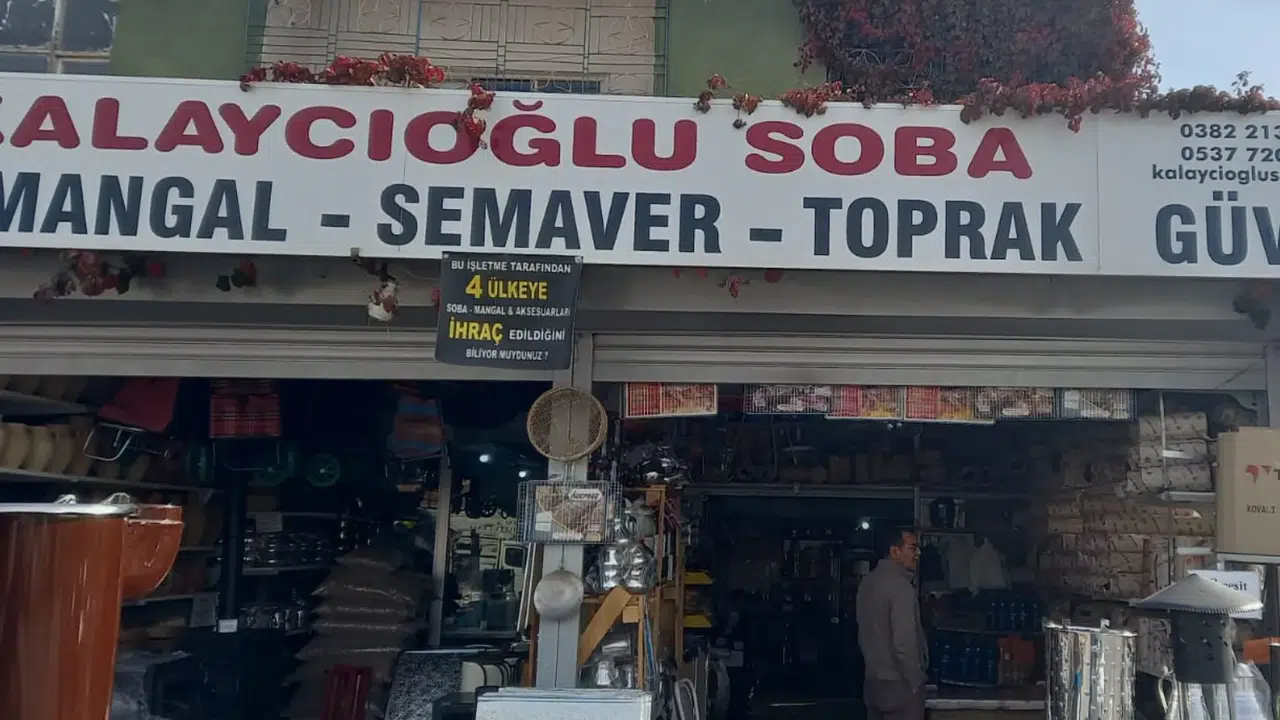 KALAYCIOĞLU SOBA
MANGAL - SEMAVER - TOPRAK
0382 213
0537 720
kalaycioglus
GÜV
BU İŞLETME TARAFINDAN
4 ÜLKEYE
SOBA - MANGAL & AKSESUARLARI
İHRAÇ EDİLDİĞİNİ
BİLİYOR MUYDUNUZ ?
KOVALI